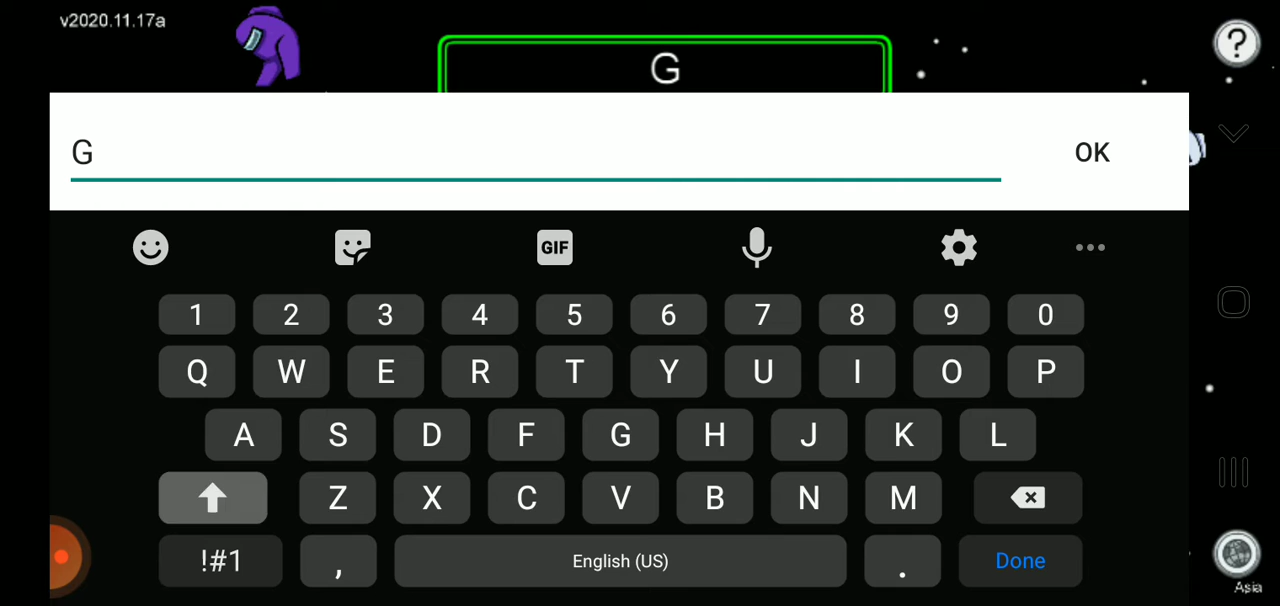 v2020.11.17a
G
G
OK
GIF
1 2 3 4 5 6 7 8 9 0
Q W E R T Y U I O P
A S D F G H J K L
Z X C V B N M
!#1 , English (US) . Done
?
Asia